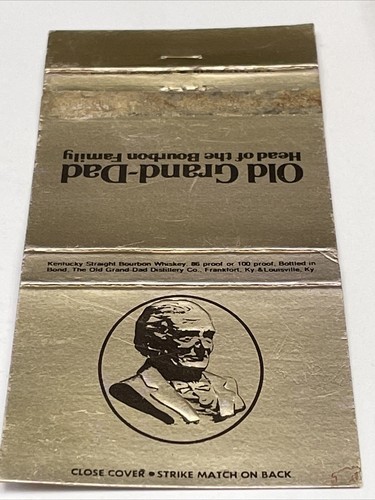 Old Grand-Dad
Head of the Bourbon Family
Kentucky Straight Bourbon Whiskey. 86 proof or 100 proof, Bottled in
Bond. The Old Grand-Dad Distillery Co., Frankfort, Ky. & Louisville, Ky.
CLOSE COVER • STRIKE MATCH ON BACK